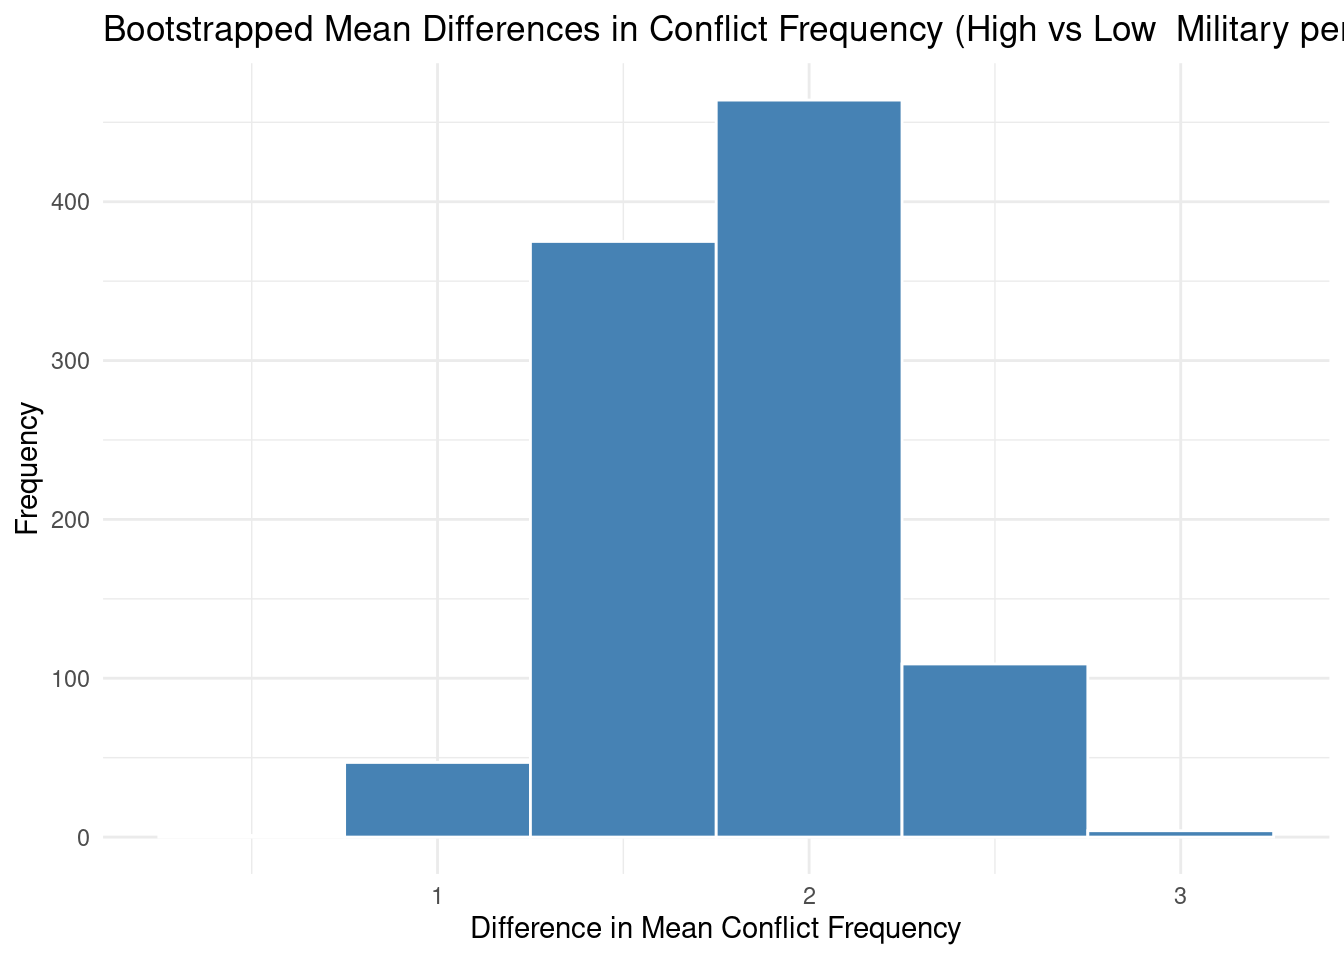 Bootstrapped Mean Differences in Conflict Frequency (High vs Low  Military per
400
300
200
100
0
Frequency
1 2 3
Difference in Mean Conflict Frequency